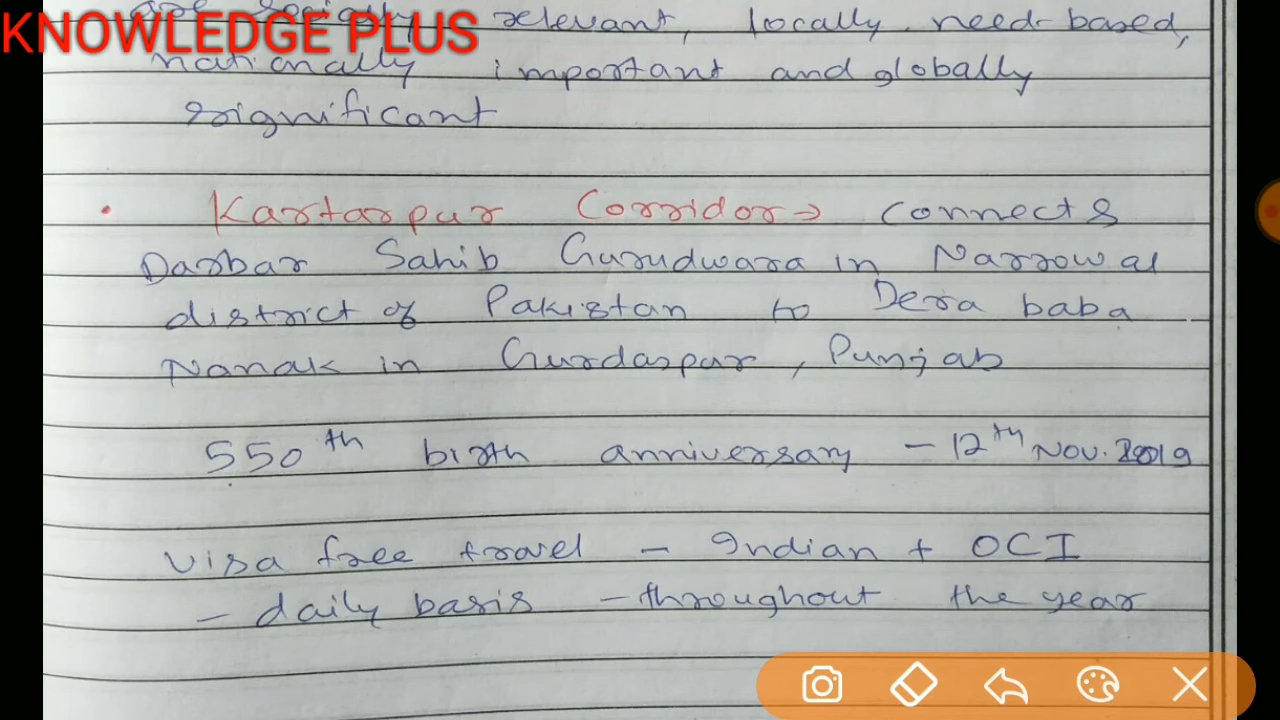 KNOWLEDGE PLUS
relevant, locally need-based,
nationally important and globally
significant
• Kartarpur Corridor → connects
Darbar Sahib Gurudwara in Narrowal
district of Pakistan to Dera baba
Nanak in Gurdaspur, Punjab
550th birth anniversary - 12th Nov. 2019
Visa free travel - Indian + OCI
- daily basis - throughout the year